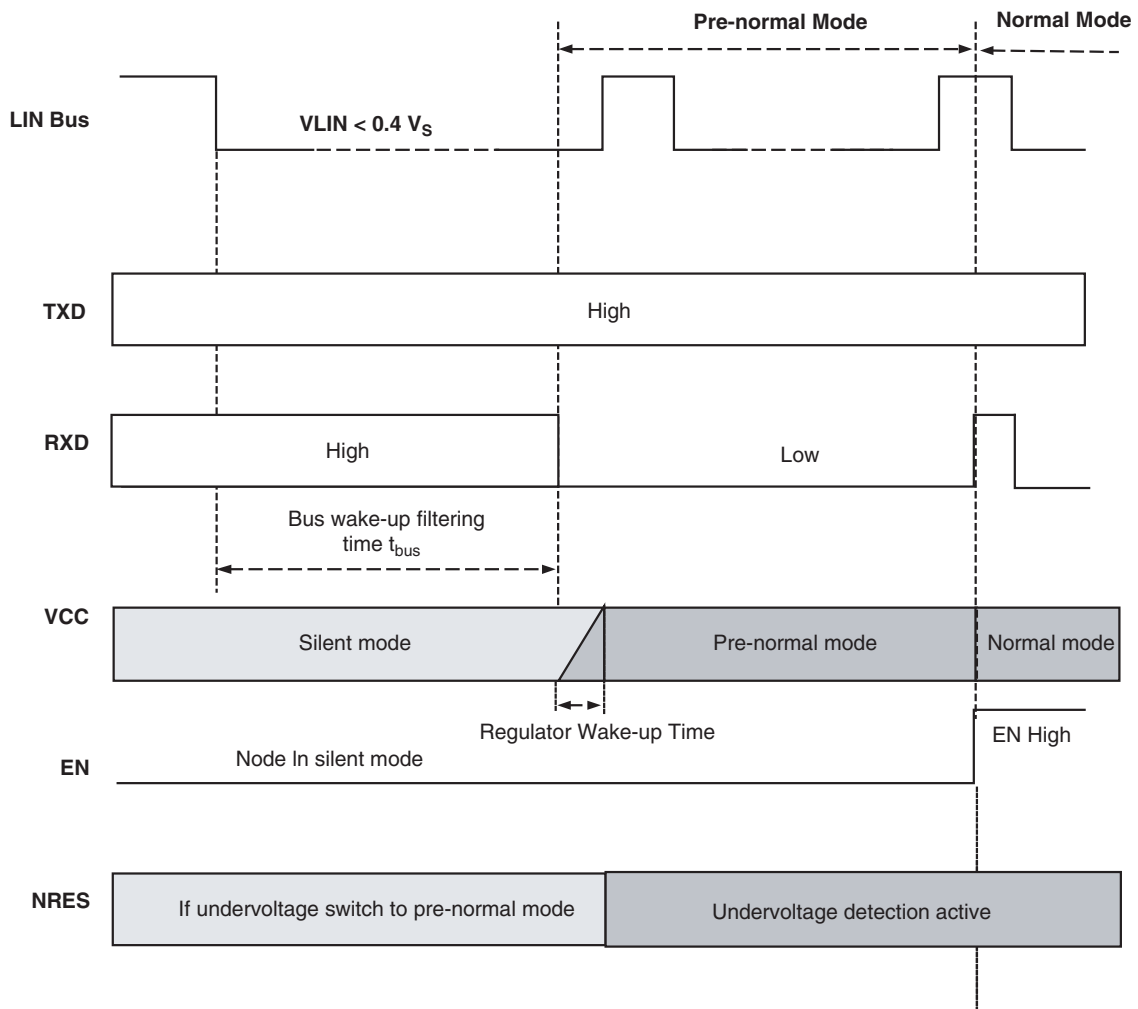 Pre-normal Mode
Normal Mode
LIN Bus
VLIN < 0.4 VS
TXD
High
RXD
High
Low
Bus wake-up filtering
time tbus
VCC
Silent mode
Pre-normal mode
Normal mode
Regulator Wake-up Time
EN High
Node In silent mode
EN
NRES
If undervoltage switch to pre-normal mode
Undervoltage detection active